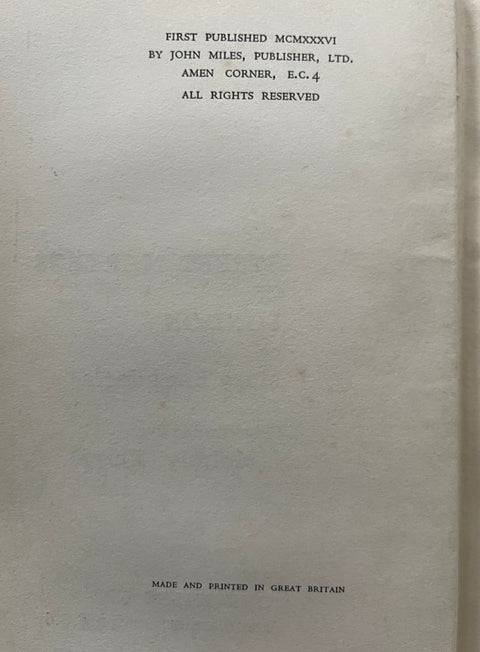 FIRST PUBLISHED MCMXXXVI
BY JOHN MILES, PUBLISHER, LTD.
AMEN CORNER, E.C.4
ALL RIGHTS RESERVED
MADE AND PRINTED IN GREAT BRITAIN